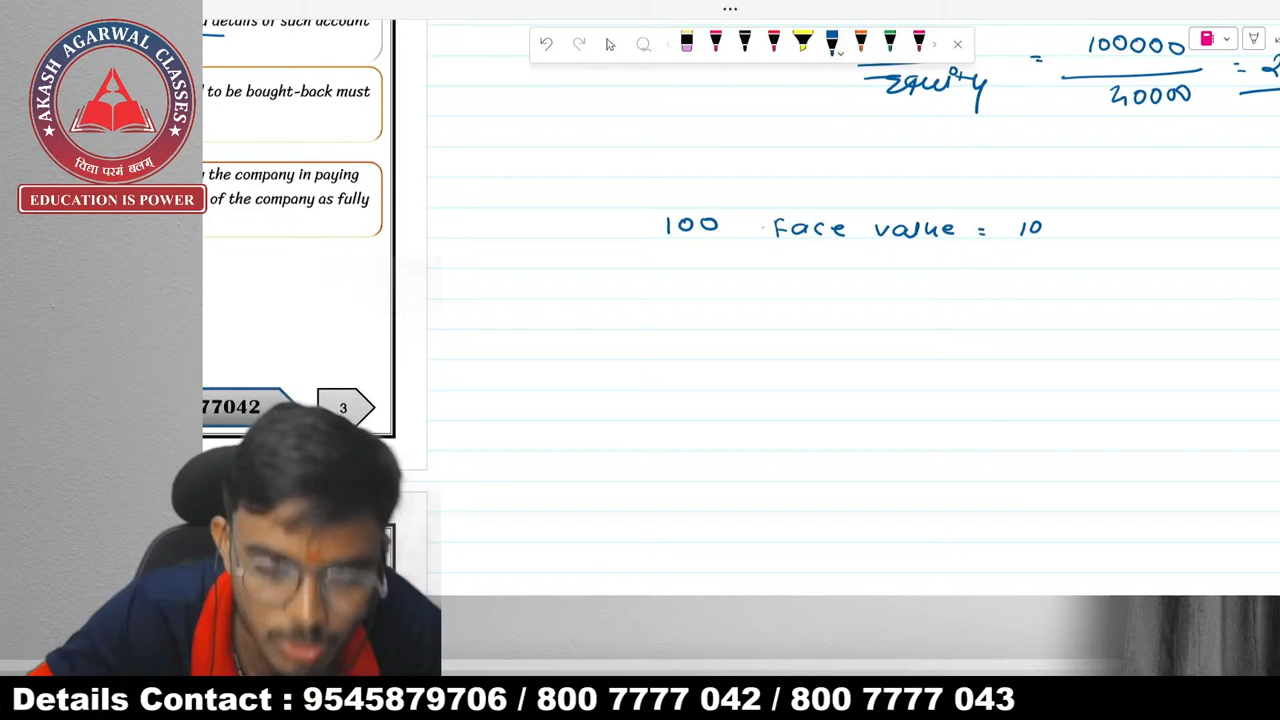 AKASH AGARWAL CLASSES
विद्या परमं बलम्
EDUCATION IS POWER
details of such account
to be bought-back must
the company in paying
of the company as fully
77042
3
equity = 100000
=
100 Face value = 10
Details Contact : 9545879706 / 800 7777 042 / 800 7777 043